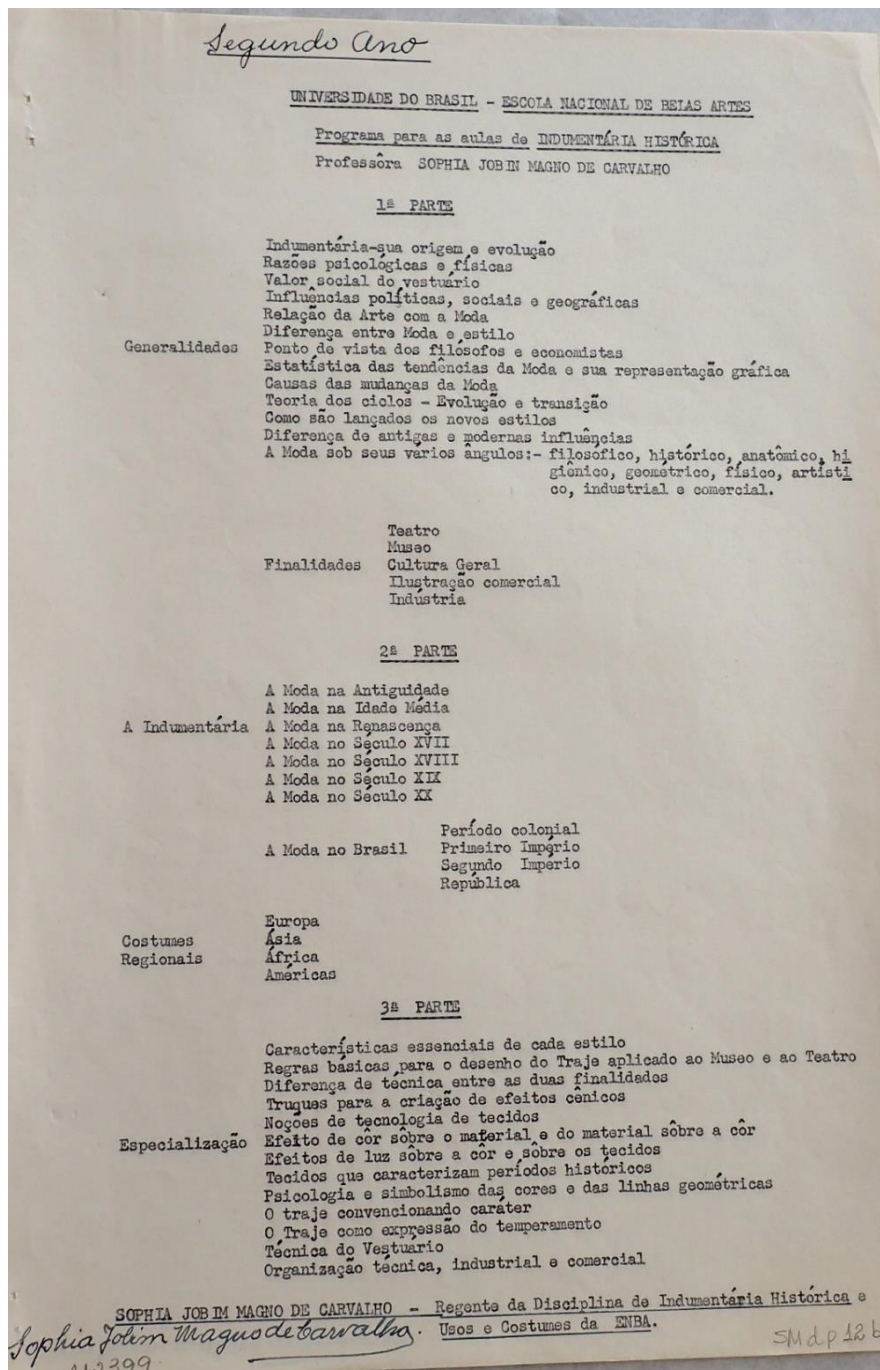 Segundo Ano
UNIVERSIDADE DO BRASIL - ESCOLA NACIONAL DE BELAS ARTES
Programa para as aulas de INDUMENTÁRIA HISTÓRICA
Professôra SOPHIA JOBIN MAGNO DE CARVALHO
1ª PARTE
Indumentária-sua origem e evolução
Razões psicológicas e físicas
Valor social do vestuário
Influências políticas, sociais e geográficas
Relação da Arte com a Moda
Diferença entre Moda e estilo
Generalidades Ponto de vista dos filósofos e economistas
Estatística das tendências da Moda e sua representação gráfica
Causas das mudanças da Moda
Teoria dos ciclos - Evolução e transição
Como são lançados os novos estilos
Diferença de antigas e modernas influências
A Moda sob seus vários ângulos:- filosófico, histórico, anatômico, hi
giênico, geométrico, físico, artísti
co, industrial e comercial.
Teatro
Museo
Finalidades Cultura Geral
Ilustração comercial
Indústria
2ª PARTE
A Moda na Antiguidade
A Moda na Idade Média
A Indumentária A Moda na Renascença
A Moda no Século XVII
A Moda no Século XVIII
A Moda no Século XIX
A Moda no Século XX
Período colonial
A Moda no Brasil Primeiro Império
Segundo Império
República
Europa
Costumes Ásia
Regionais África
Américas
3ª PARTE
Características essenciais de cada estilo
Regras básicas para o desenho do Traje aplicado ao Museo e ao Teatro
Diferença de técnica entre as duas finalidades
Truques para a criação de efeitos cênicos
Noções de tecnologia de tecidos
Especialização Efeito de côr sôbre o material e do material sôbre a côr
Efeitos de luz sôbre a côr e sôbre os tecidos
Tecidos que caracterizam períodos históricos
Psicologia e simbolismo das cores e das linhas geométricas
O traje convencionando caráter
O Traje como expressão do temperamento
Técnica do Vestuário
Organização técnica, industrial e comercial
SOPHIA JOBIM MAGNO DE CARVALHO - Regente da Disciplina de Indumentária Histórica e
Usos e Costumes da ENBA.
Sophia Jobim Magno de Carvalho.
SMdp 12 b